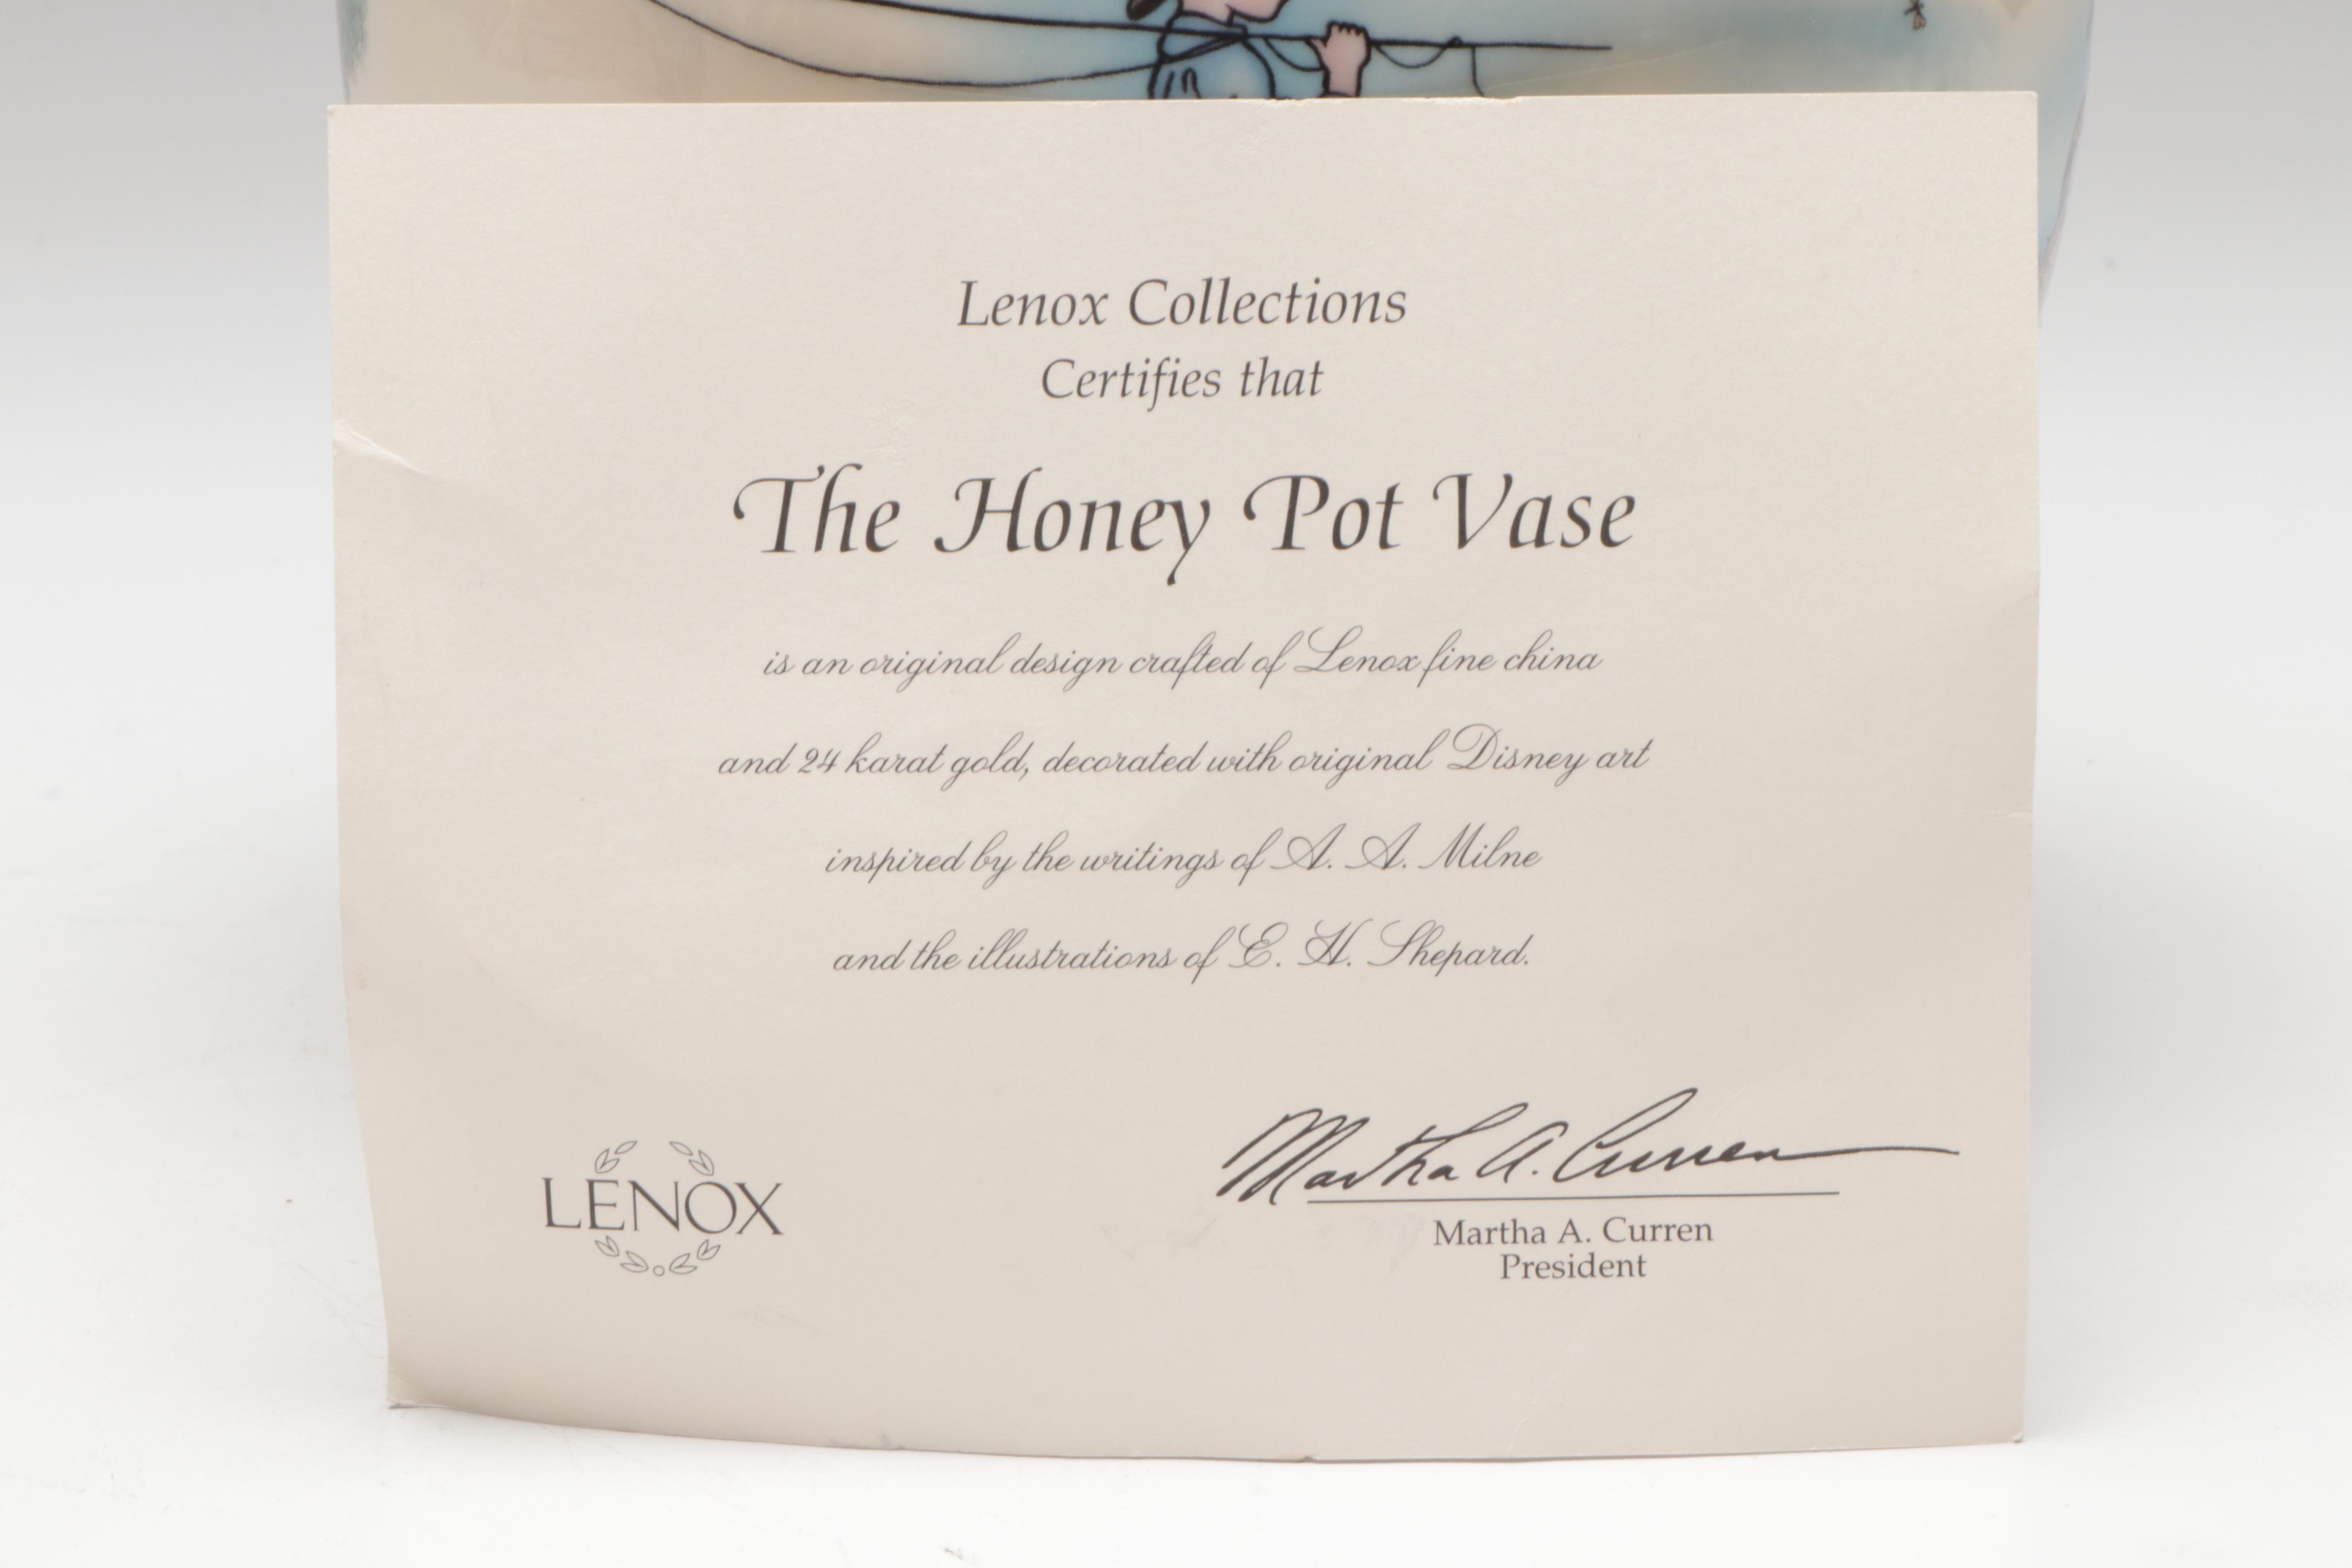 Lenox Collections
Certifies that
The Honey Pot Vase
is an original design crafted of Lenox fine china
and 24 karat gold, decorated with original Disney art
inspired by the writings of A. A. Milne
and the illustrations of E. H. Shepard.
Martha A. Curren
LENOX
Martha A. Curren
President